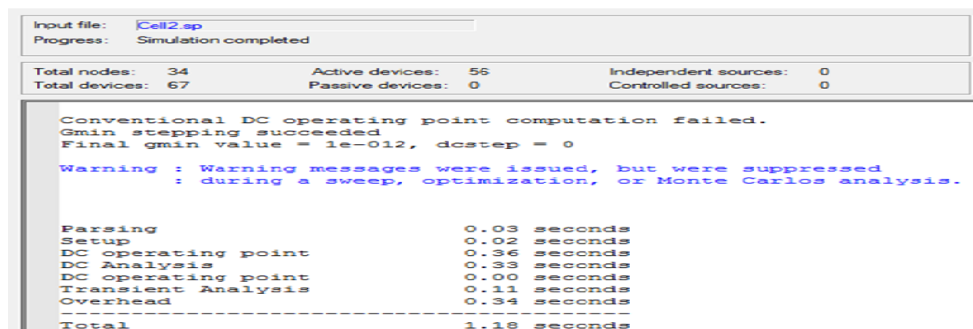 Input file: Cell2.sp
Progress: Simulation completed
Total nodes: 34 Active devices: 56 Independent sources: 0
Total devices: 67 Passive devices: 0 Controlled sources: 0
Conventional DC operating point computation failed.
Gmin stepping succeeded
Final gmin value = 1e-012, dcstep = 0
Warning : Warning messages were issued, but were suppressed
: during a sweep, optimization, or Monte Carlos analysis.
Parsing 0.03 seconds
Setup 0.02 seconds
DC operating point 0.36 seconds
DC Analysis 0.33 seconds
DC operating point 0.00 seconds
Transient Analysis 0.11 seconds
Overhead 0.34 seconds
-----------------------------------------
Total 1.18 seconds